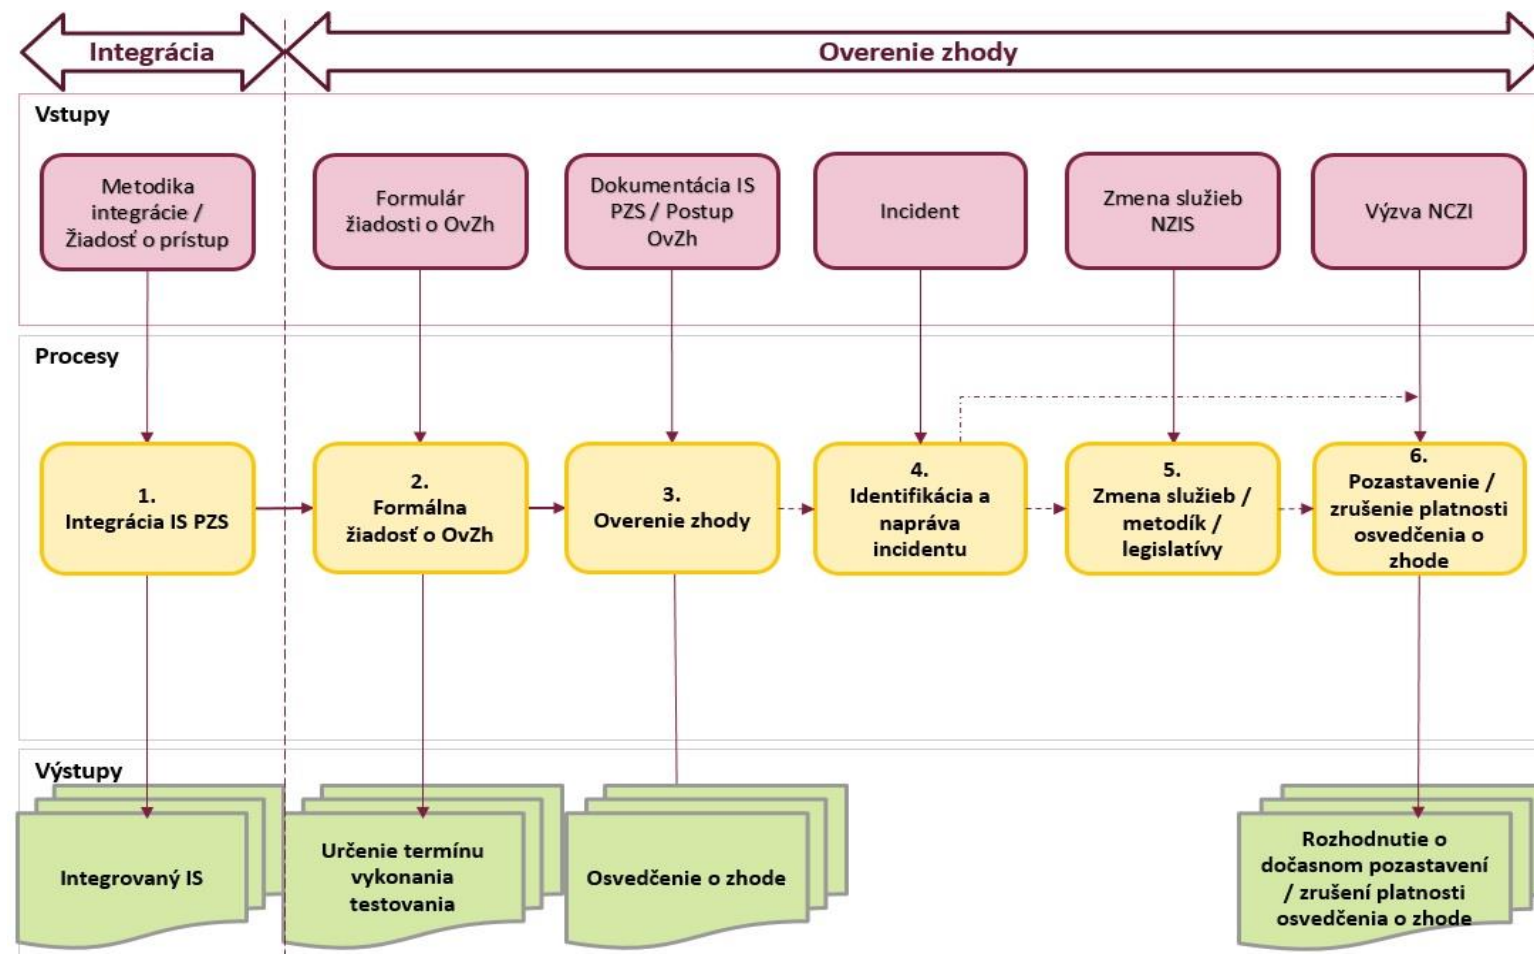 Integrácia
Overenie zhody
Vstupy
Metodika
integrácie /
Žiadosť o prístup
Formulár
žiadosti o OvZh
Dokumentácia IS
PZS / Postup
OvZh
Incident
Zmena služieb
NZIS
Výzva NCZI
Procesy
1.
Integrácia IS PZS
2.
Formálna
žiadosť o OvZh
3.
Overenie zhody
4.
Identifikácia a
napráva
incidentu
5.
Zmena služieb /
metodík /
legislatívy
6.
Pozastavenie /
zrušenie platnosti
osvedčenia o
zhode
Výstupy
Integrovaný IS
Určenie termínu
vykonania
testovania
Osvedčenie o zhode
Rozhodnutie o
dočasnom pozastavení
/ zrušení platnosti
osvedčenia o zhode